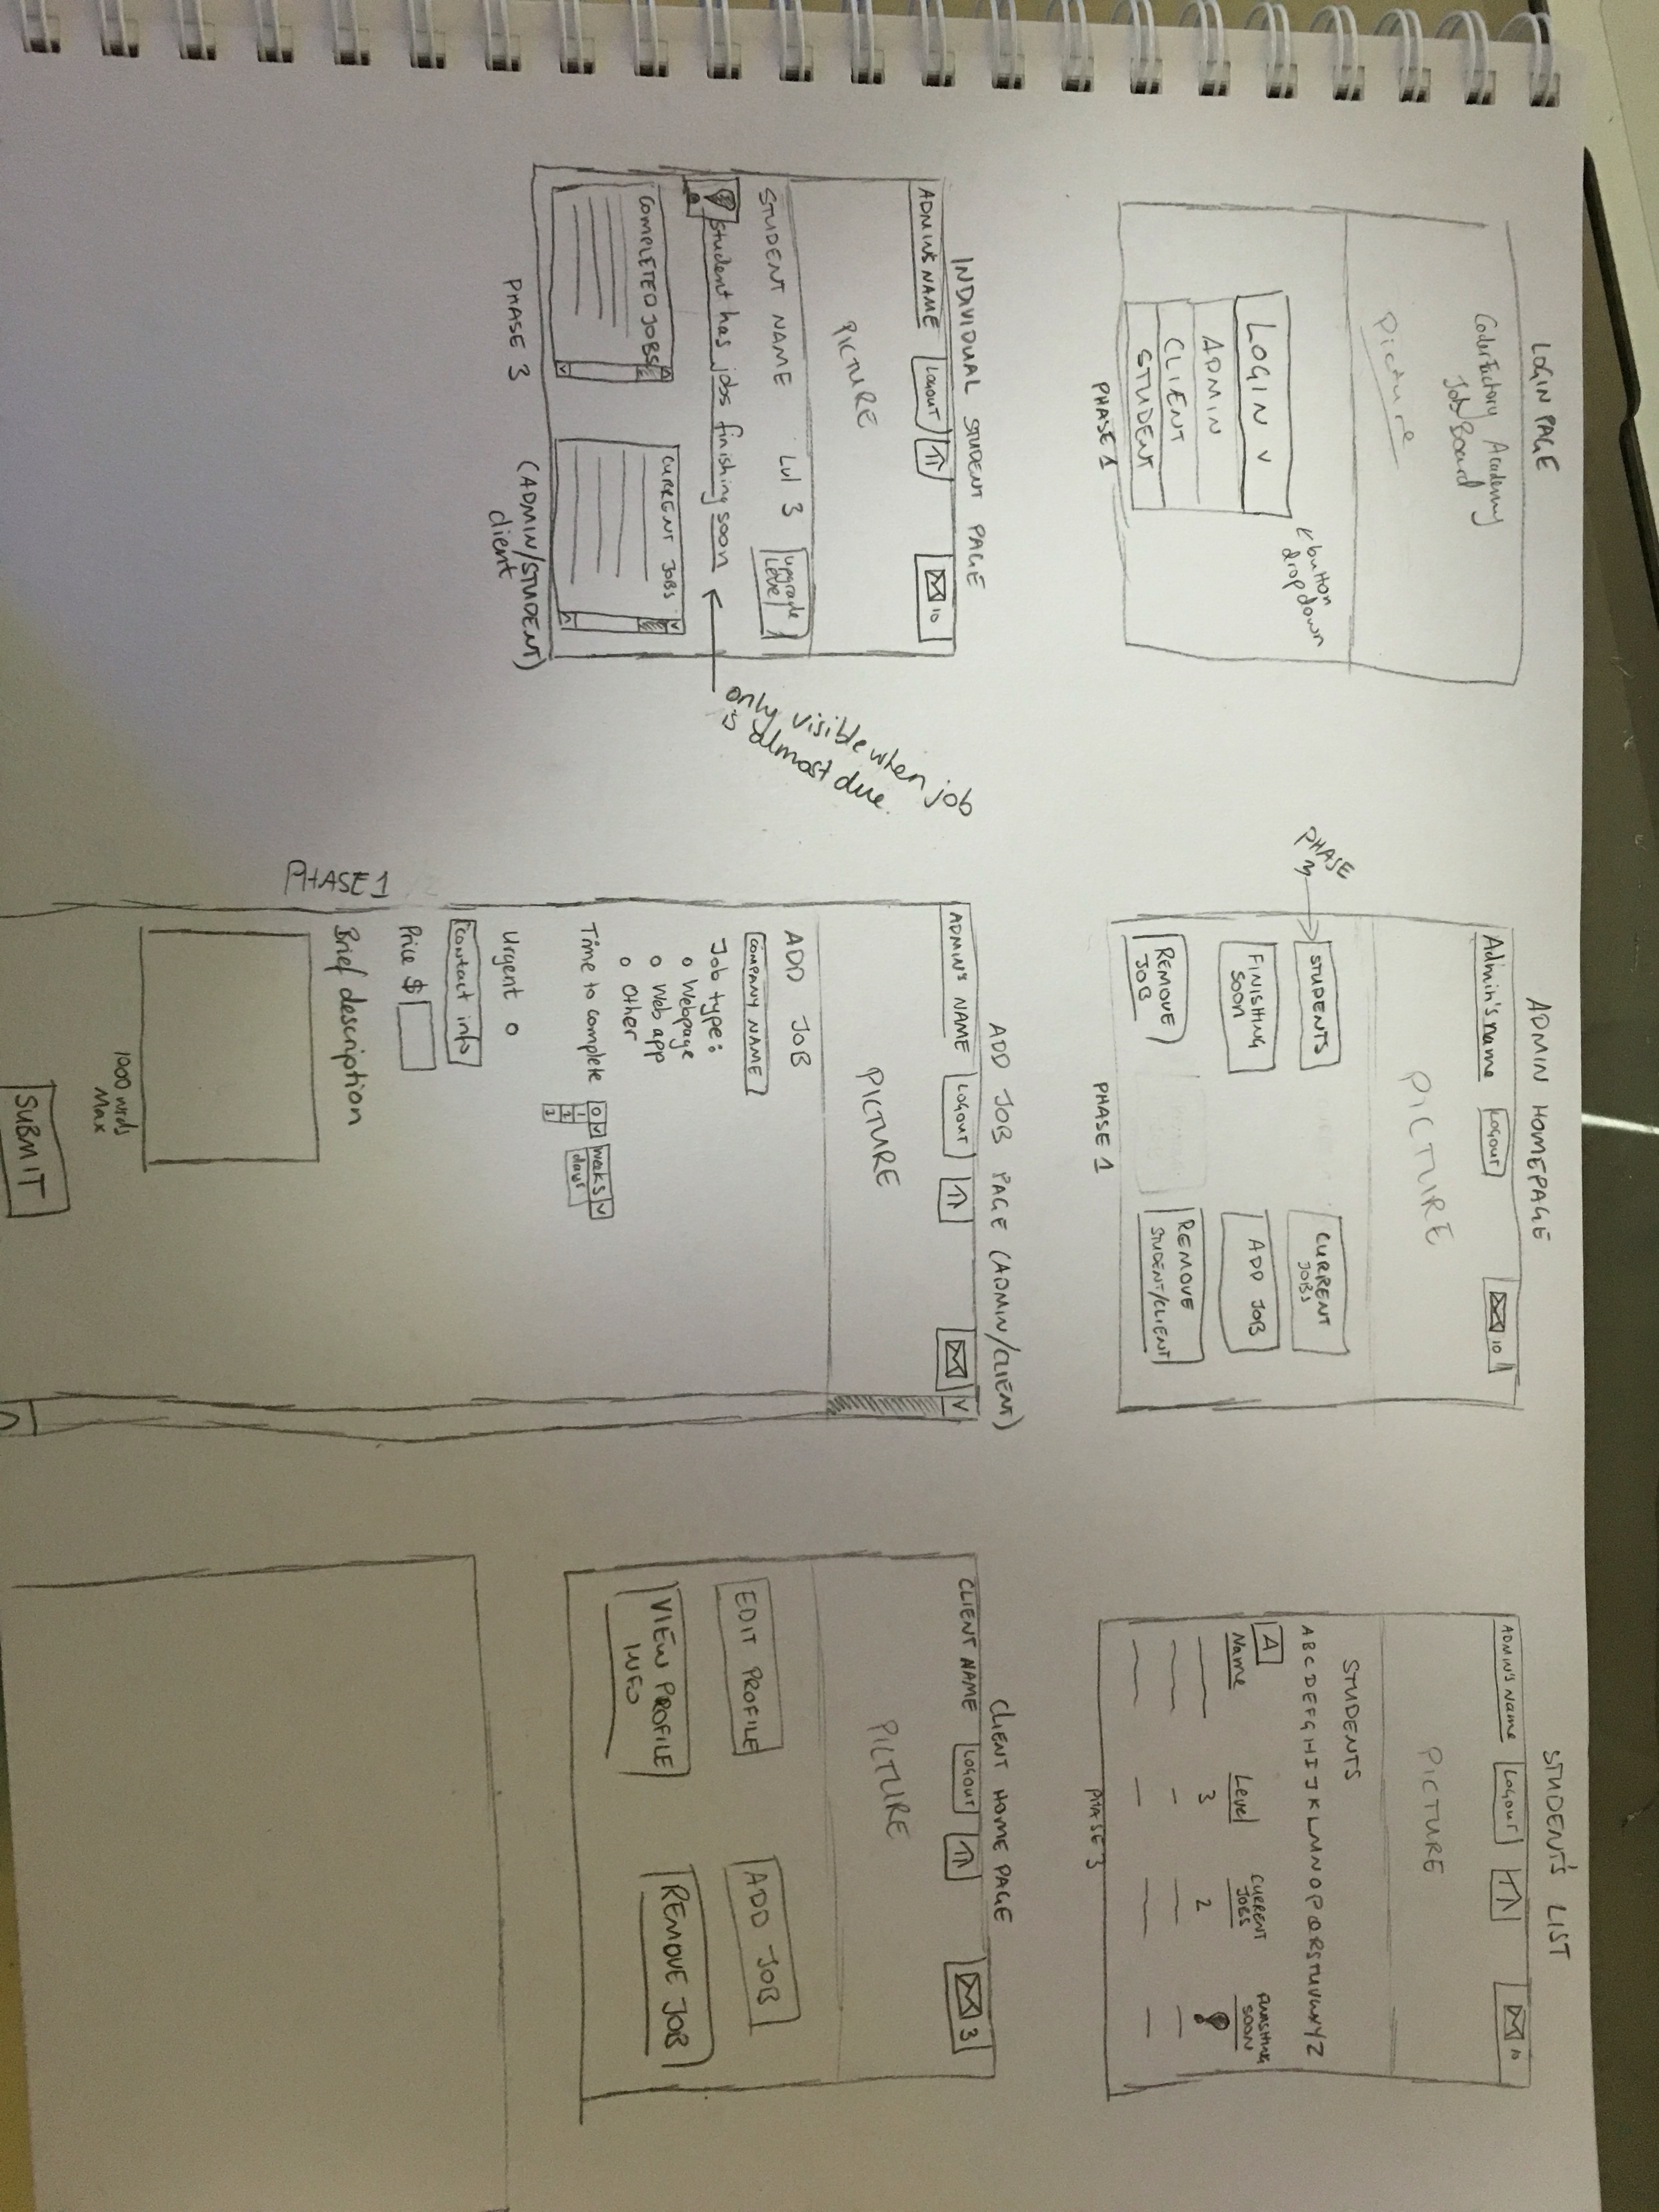 LOGIN PAGE
CoderFactory Academy
Job Board
Picture
LOGIN v
ADMIN
CLIENT
STUDENT
button
dropdown
PHASE 1
ADMIN HOMEPAGE
Admin's name
Logout
10
PICTURE
PHASE
3
STUDENTS
CURRENT
JOBS
FINISHING
SOON
ADD JOB
REMOVE
JOB
REMOVE
STUDENT/CLIENT
PHASE 1
STUDENT'S LIST
ADMIN'S Name
LOGOUT
10
PICTURE
STUDENTS
A B C D E F G H I J K L M N O P Q R S T U V W X Y Z
A
Name
Level
CURRENT
JOBS
FINISHING
SOON
3
2
PHASE 3
INDIVIDUAL STUDENT PAGE
ADMIN'S NAME
LOGOUT
10
PICTURE
STUDENT NAME
Lvl 3
upgrade
Level
student has jobs finishing soon
only visible when job
is almost due.
COMPLETED JOBS
CURRENT JOBS
PHASE 3
(ADMIN/STUDENT)
client
ADD JOB PAGE (ADMIN/CLIENT)
ADMIN'S NAME
LOGOUT
PICTURE
ADD JOB
COMPANY NAME
Job type:
Webpage
Web app
Other
Time to complete
0 v
1
2
weeks v
days
Urgent
contact info
Price $
Brief description
1000 wrds
Max
SUBMIT
PHASE 1
CLIENT HOME PAGE
CLIENT NAME
LOGOUT
3
PICTURE
EDIT PROFILE
ADD JOB
VIEW PROFILE
INFO
REMOVE JOB